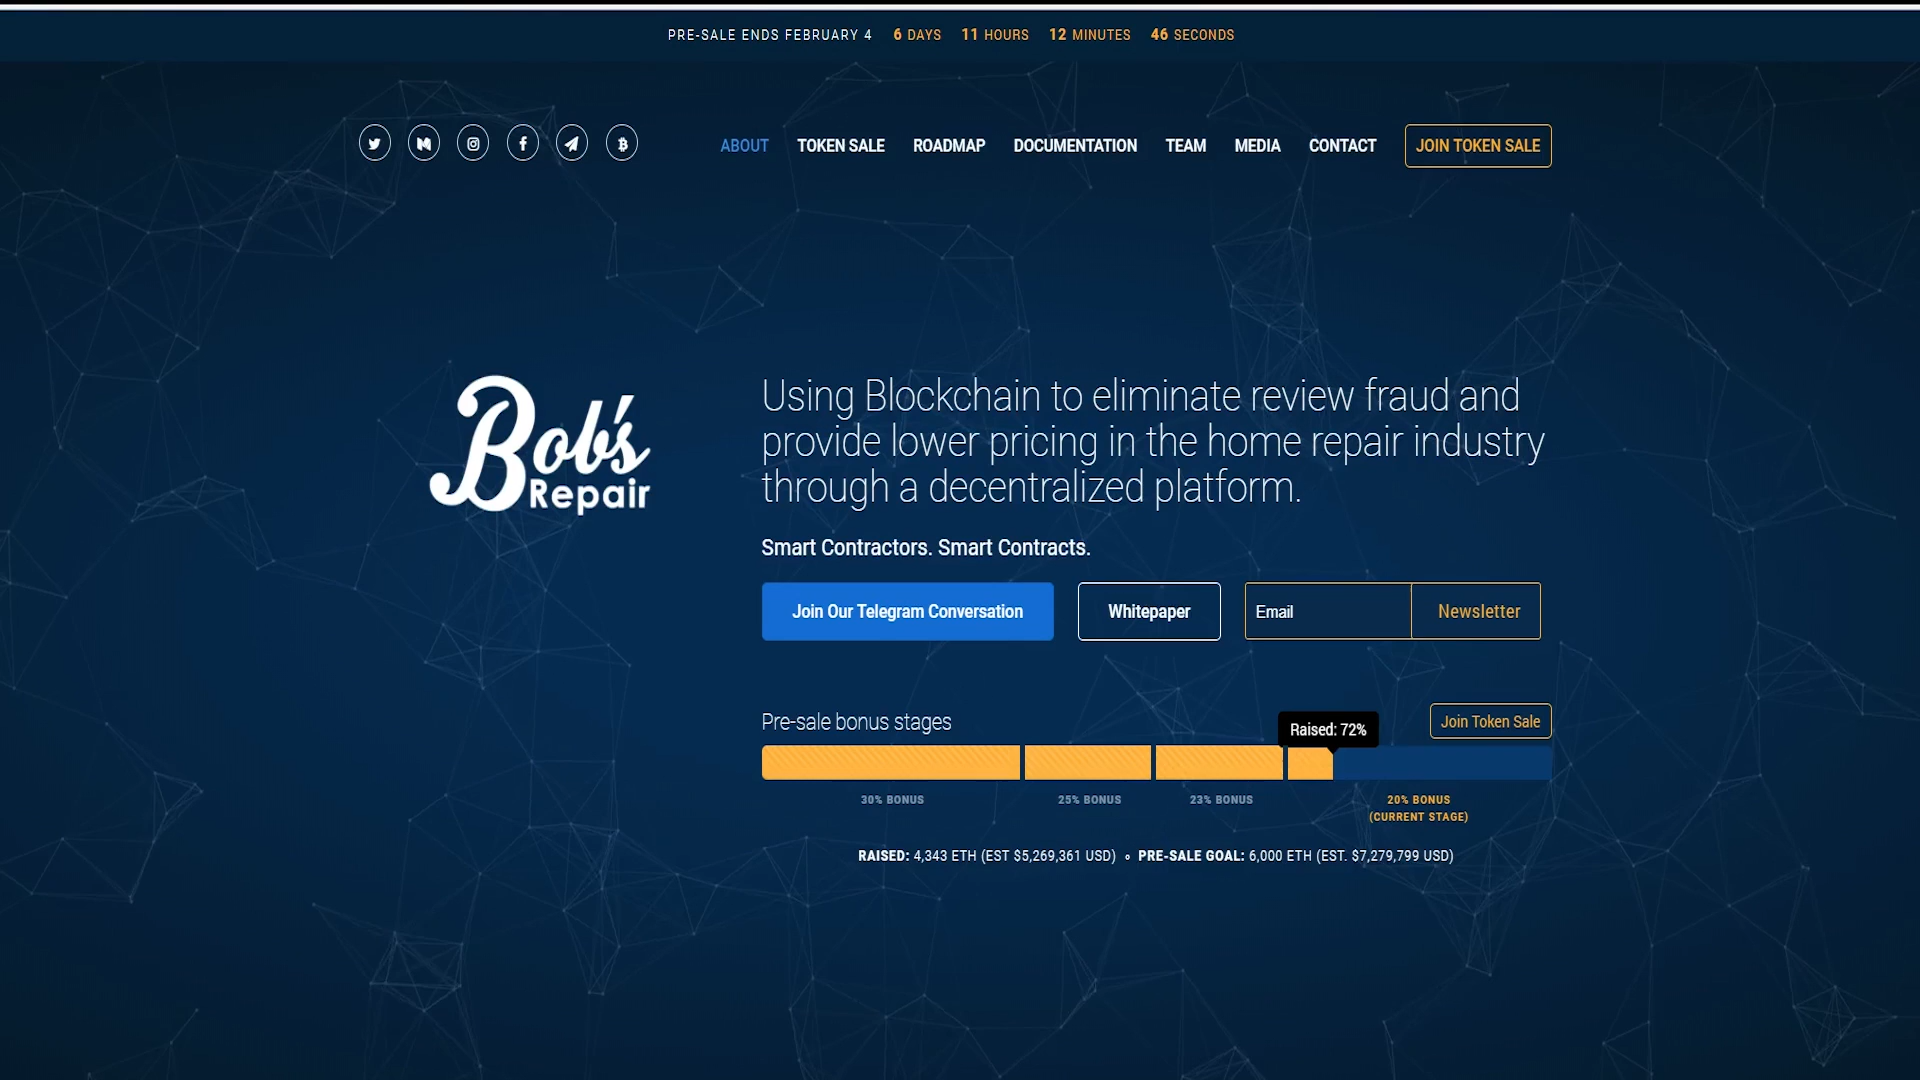 PRE-SALE ENDS FEBRUARY 4 6 DAYS 11 HOURS 12 MINUTES 46 SECONDS
ABOUT TOKEN SALE ROADMAP DOCUMENTATION TEAM MEDIA CONTACT JOIN TOKEN SALE
Bob's
Repair
Using Blockchain to eliminate review fraud and
provide lower pricing in the home repair industry
through a decentralized platform.
Smart Contractors. Smart Contracts.
Join Our Telegram Conversation Whitepaper Email Newsletter
Pre-sale bonus stages Raised: 72% Join Token Sale
30% BONUS 25% BONUS 23% BONUS 20% BONUS
(CURRENT STAGE)
RAISED: 4,343 ETH (EST $5,269,361 USD) PRE-SALE GOAL: 6,000 ETH (EST. $7,279,799 USD)